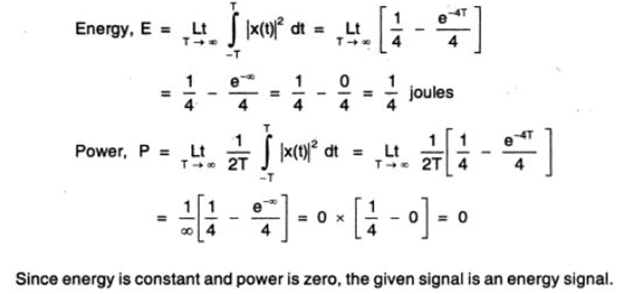 Energy, E = Lt T→∞ ∫_{-T}^{T} |x(t)|² dt = Lt T→∞ [1/4 - e^{-4T}/4]
= 1/4 - e^{-∞}/4 = 1/4 - 0/4 = 1/4 joules
Power, P = Lt T→∞ 1/2T ∫_{-T}^{T} |x(t)|² dt = Lt T→∞ 1/2T [1/4 - e^{-4T}/4]
= 1/∞ [1/4 - e^{-∞}/4] = 0 × [1/4 - 0] = 0
Since energy is constant and power is zero, the given signal is an energy signal.